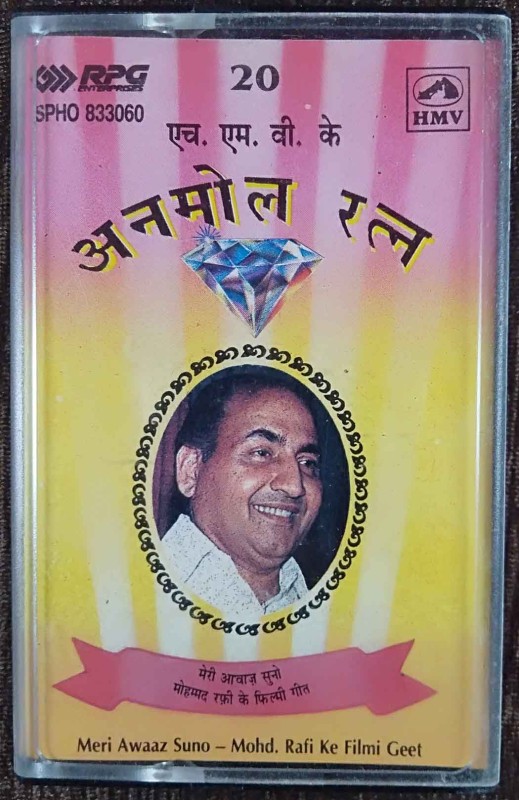 RPG
ENTERPRISES
SPHO 833060
20
HMV
एच. एम. वी. के
अनमोल रत्न
मेरी आवाज़ सुनो
मोहम्मद रफ़ी के फिल्मी गीत
Meri Awaaz Suno – Mohd. Rafi Ke Filmi Geet